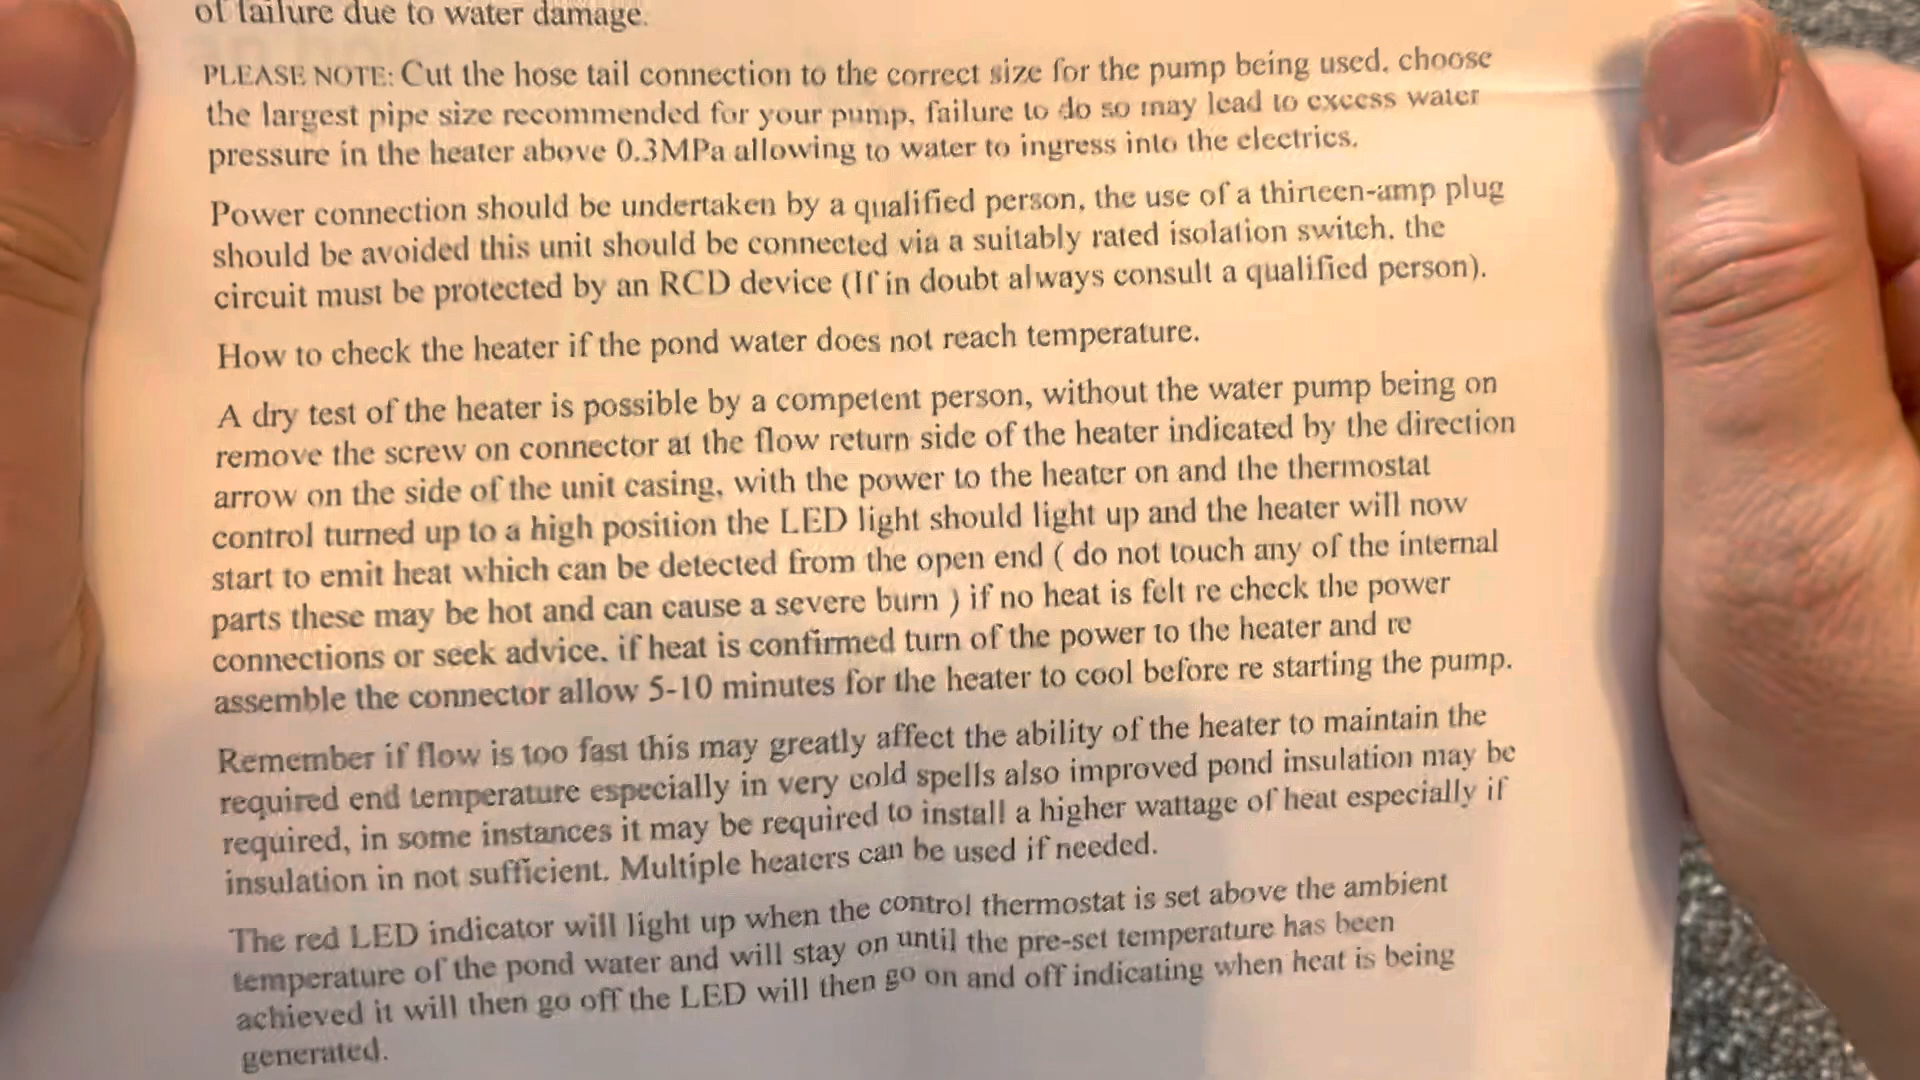 of failure due to water damage.
PLEASE NOTE: Cut the hose tail connection to the correct size for the pump being used, choose
the largest pipe size recommended for your pump, failure to do so may lead to excess water
pressure in the heater above 0.3MPa allowing to water to ingress into the electrics.
Power connection should be undertaken by a qualified person, the use of a thirteen-amp plug
should be avoided this unit should be connected via a suitably rated isolation switch. the
circuit must be protected by an RCD device (If in doubt always consult a qualified person).
How to check the heater if the pond water does not reach temperature.
A dry test of the heater is possible by a competent person, without the water pump being on
remove the screw on connector at the flow return side of the heater indicated by the direction
arrow on the side of the unit casing, with the power to the heater on and the thermostat
control turned up to a high position the LED light should light up and the heater will now
start to emit heat which can be detected from the open end ( do not touch any of the internal
parts these may be hot and can cause a severe burn ) if no heat is felt re check the power
connections or seek advice. if heat is confirmed turn of the power to the heater and re
assemble the connector allow 5-10 minutes for the heater to cool before re starting the pump.
Remember if flow is too fast this may greatly affect the ability of the heater to maintain the
required end temperature especially in very cold spells also improved pond insulation may be
required, in some instances it may be required to install a higher wattage of heat especially if
insulation in not sufficient. Multiple heaters can be used if needed.
The red LED indicator will light up when the control thermostat is set above the ambient
temperature of the pond water and will stay on until the pre-set temperature has been
achieved it will then go off the LED will then go on and off indicating when heat is being
generated.